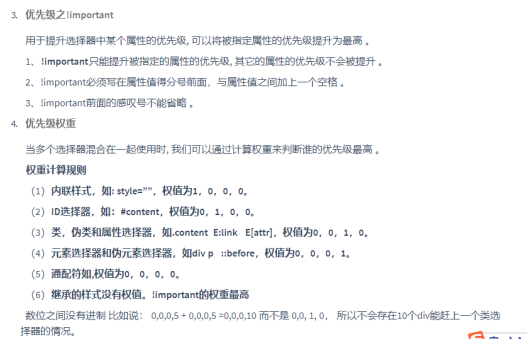 3. 优先级之!important
用于提升选择器中某个属性的优先级, 可以将被指定属性的优先级提升为最高 。
1、!important只能提升被指定的属性的优先级, 其它的属性的优先级不会被提升 。
2、!important必须写在属性值得分号前面，与属性值之间加上一个空格 。
3、!important前面的感叹号不能省略 。
4. 优先级权重
当多个选择器混合在一起使用时, 我们可以通过计算权重来判断谁的优先级最高 。
权重计算规则
（1）内联样式，如: style=””，权值为1，0，0，0。
（2）ID选择器，如：#content，权值为0，1，0，0。
（3）类，伪类和属性选择器，如.content E:link E[attr]，权值为0，0，1，0。
（4）元素选择器和伪元素选择器，如div p ::before，权值为0，0，0，1。
（5）通配符如,权值为0，0，0，0。
（6）继承的样式没有权值。!important的权重最高
数位之间没有进制 比如说： 0,0,0,5 + 0,0,0,5 =0,0,0,10 而不是 0,0, 1, 0， 所以不会存在10个div能赶上一个类选
择器的情况。